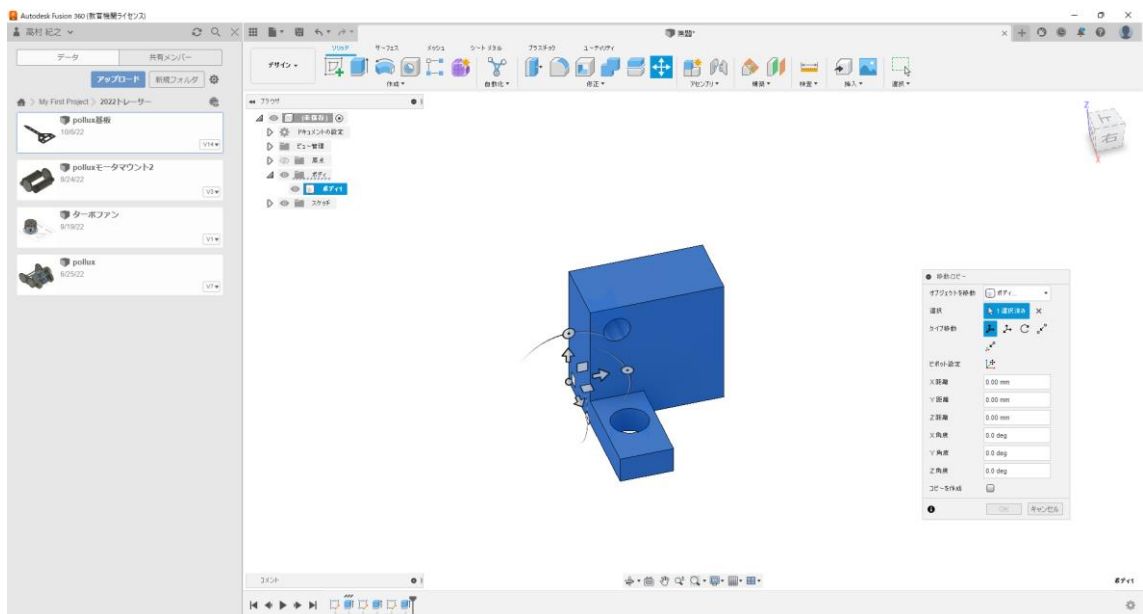 Autodesk Fusion 360 (教育機関ライセンス)
高村 紀之
無題*
データ
共有メンバー
アップロード
新規フォルダ
My First Project > 2022トレーサー
pollux基板
10/6/22
V14
polluxモータマウント2
9/24/22
V3
ターボファン
9/19/22
V1
pollux
6/25/22
V7
ソリッド
サーフェス
メッシュ
シート メタル
プラスチック
ユーティリティ
デザイン
作成
自動化
修正
アセンブリ
構築
検査
挿入
選択
ブラウザ
(未保存)
ドキュメントの設定
ビュー管理
原点
ボディ
ボディ1
スケッチ
Z
X
上
右
移動/コピー
オブジェクトを移動
ボディ...
選択
1 選択済み
タイプ移動
ピボット設定
X 距離
0.00 mm
Y 距離
0.00 mm
Z 距離
0.00 mm
X 角度
0.0 deg
Y 角度
0.0 deg
Z 角度
0.0 deg
コピーを作成
OK
キャンセル
コメント
ボディ1